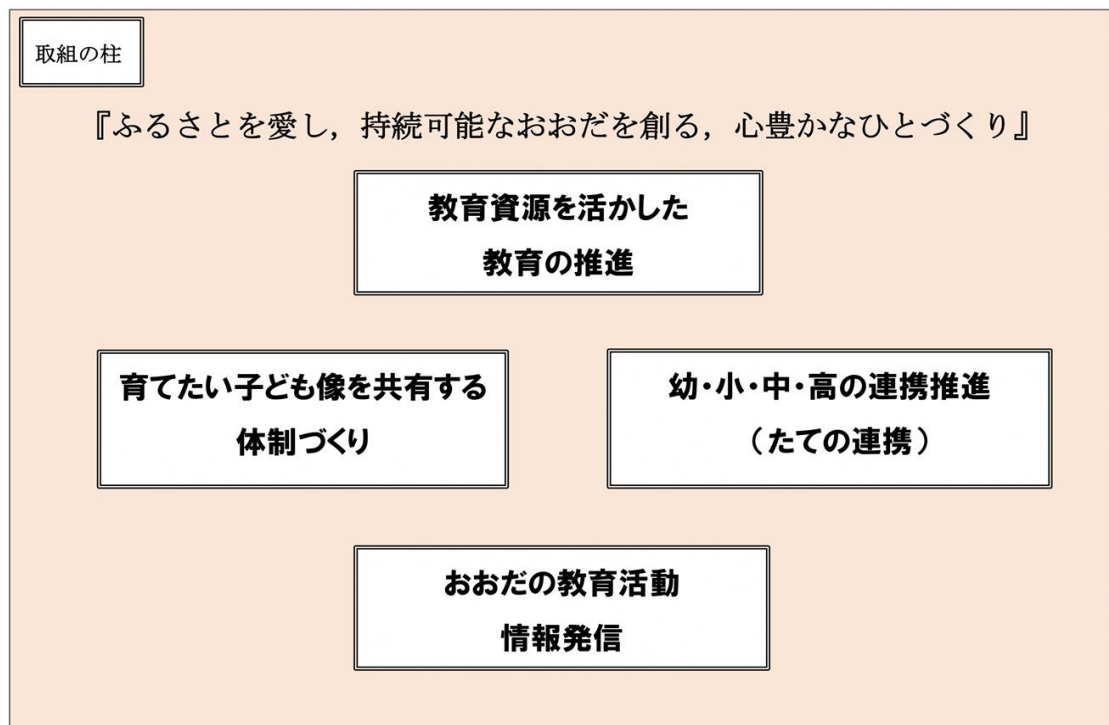 取組の柱
『ふるさとを愛し，持続可能なおおだを創る，心豊かなひとづくり』
教育資源を活かした
教育の推進
育てたい子ども像を共有する
体制づくり
幼・小・中・高の連携推進
（たての連携）
おおだの教育活動
情報発信